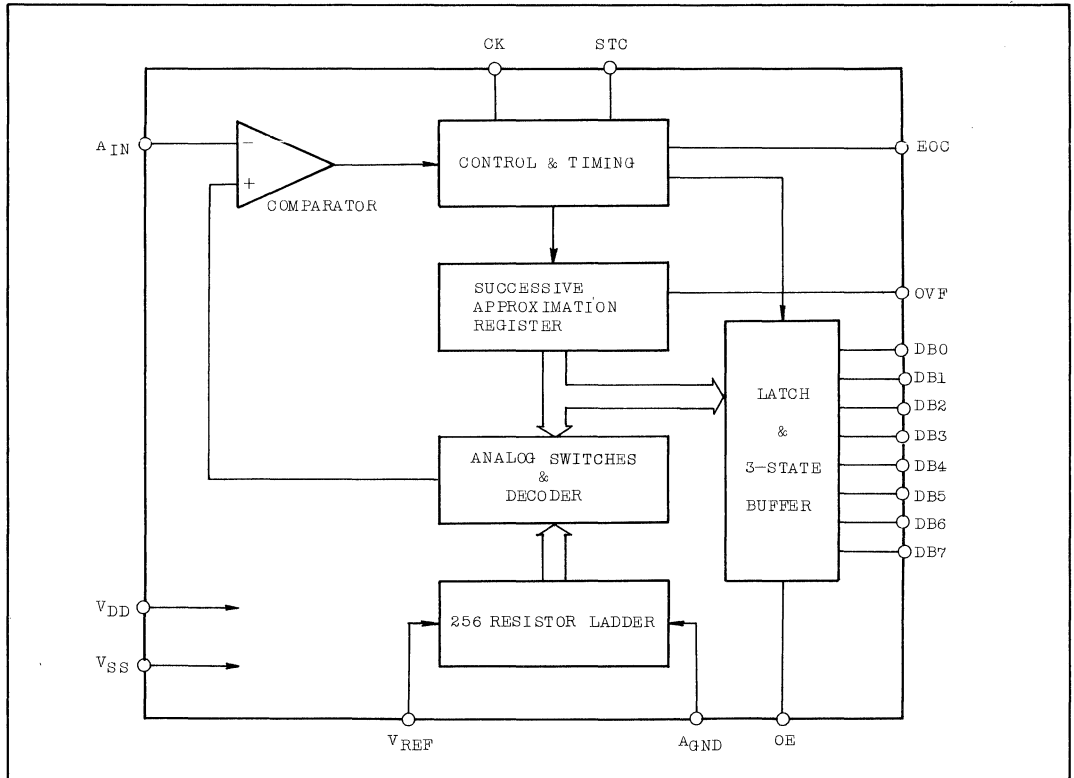 CK
STC
A IN
−
+
COMPARATOR
CONTROL & TIMING
EOC
SUCCESSIVE
APPROXIMATION
REGISTER
OVF
DB0
DB1
DB2
DB3
DB4
DB5
DB6
DB7
LATCH
&
3-STATE
BUFFER
ANALOG SWITCHES
&
DECODER
256 RESISTOR LADDER
VDD
VSS
VREF
AGND
OE